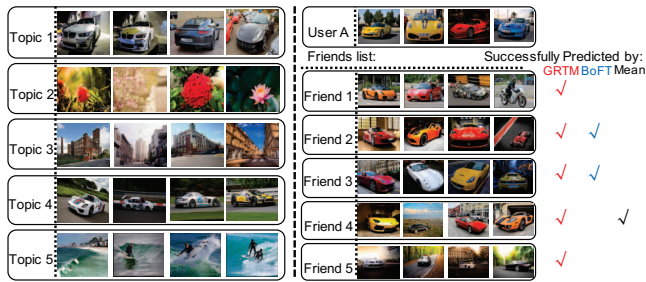 Topic 1
Topic 2
Topic 3
Topic 4
Topic 5
User A
Friends list: Successfully Predicted by:
GRTM BoFT Mean
Friend 1 √
Friend 2 √ √
Friend 3 √ √
Friend 4 √ √
Friend 5 √